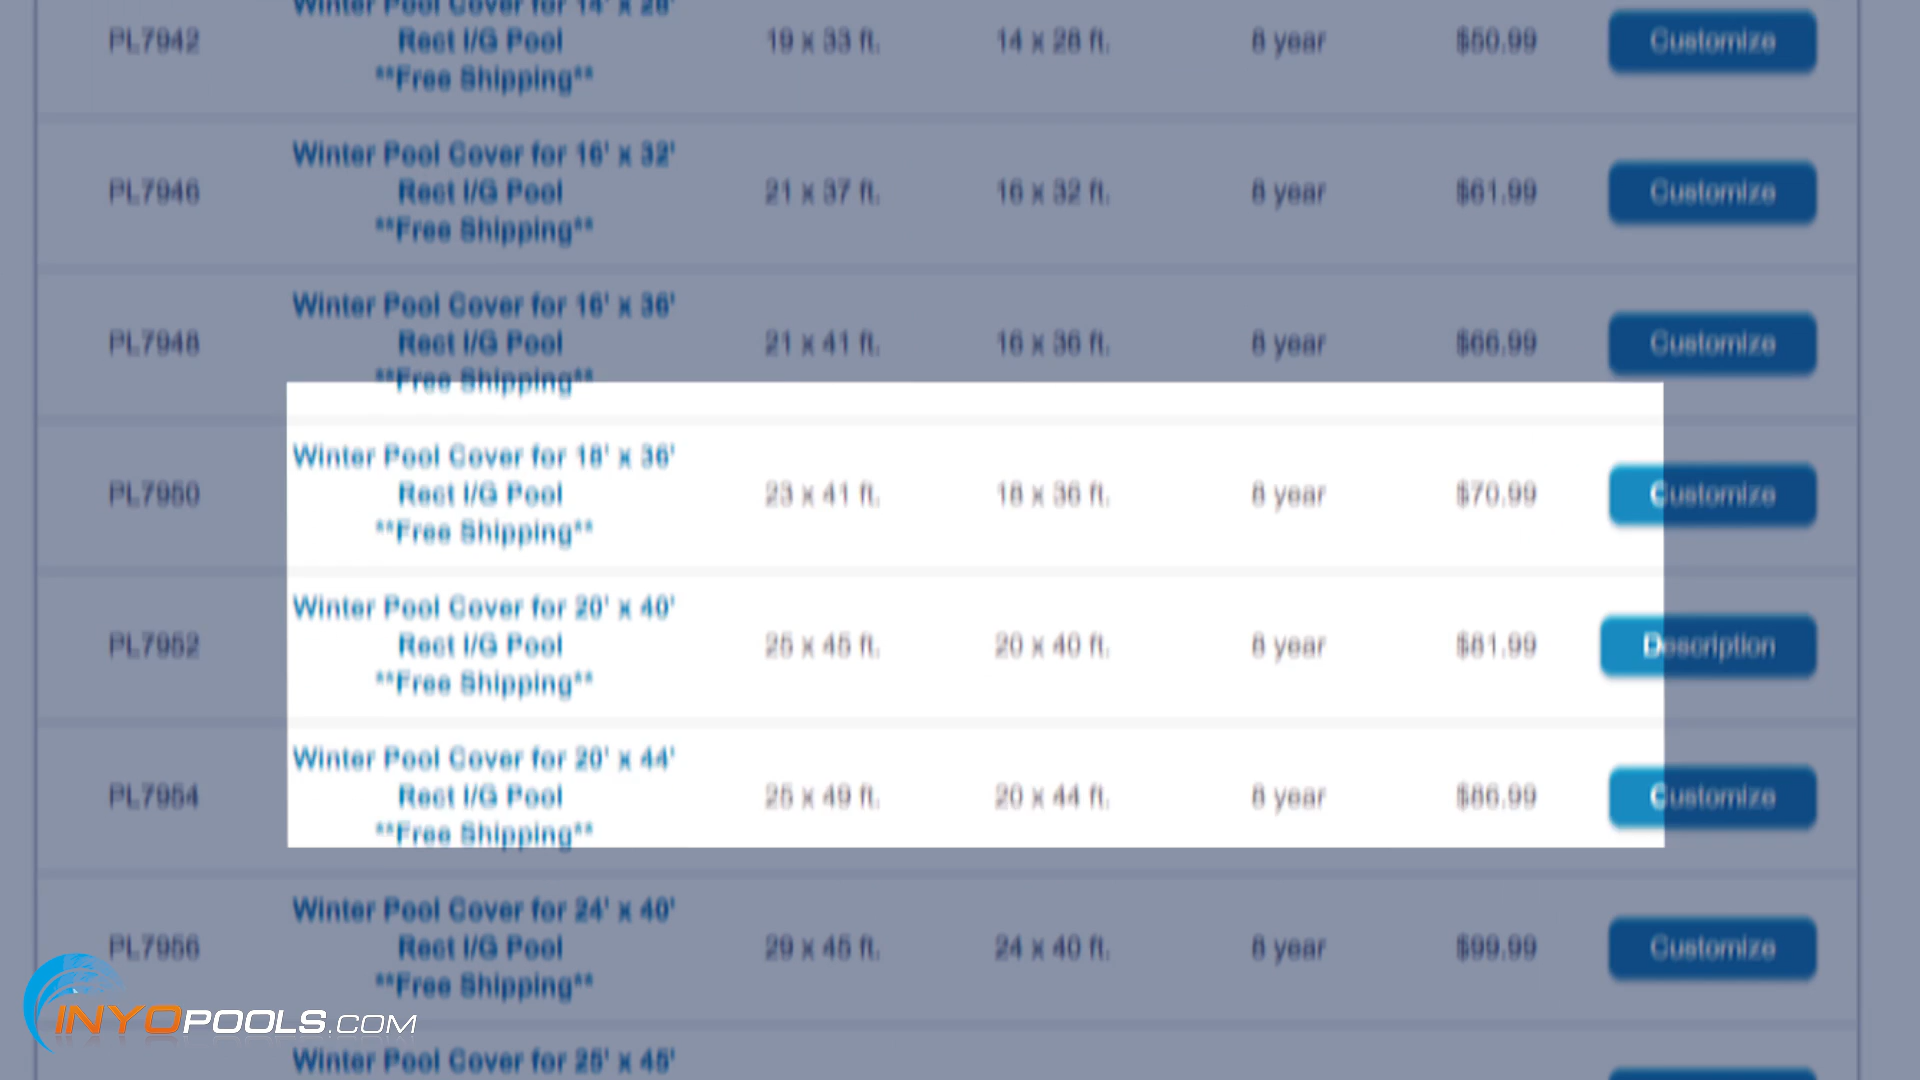 Winter Pool Cover for 14' x 28'
PL7942 Rect I/G Pool 19 x 33 ft. 14 x 28 ft. 8 year $50.99 Customize
**Free Shipping**
Winter Pool Cover for 16' x 32'
PL7946 Rect I/G Pool 21 x 37 ft. 16 x 32 ft. 8 year $61.99 Customize
**Free Shipping**
Winter Pool Cover for 16' x 36'
PL7948 Rect I/G Pool 21 x 41 ft. 16 x 36 ft. 8 year $66.99 Customize
**Free Shipping**
Winter Pool Cover for 18' x 36'
PL7950 Rect I/G Pool 23 x 41 ft. 18 x 36 ft. 8 year $70.99 Customize
**Free Shipping**
Winter Pool Cover for 20' x 40'
PL7952 Rect I/G Pool 25 x 45 ft. 20 x 40 ft. 8 year $81.99 Description
**Free Shipping**
Winter Pool Cover for 20' x 44'
PL7954 Rect I/G Pool 25 x 49 ft. 20 x 44 ft. 8 year $86.99 Customize
**Free Shipping**
Winter Pool Cover for 24' x 40'
PL7956 Rect I/G Pool 29 x 45 ft. 24 x 40 ft. 8 year $99.99 Customize
**Free Shipping**
INYOPOOLS.COM
Winter Pool Cover for 25' x 45'